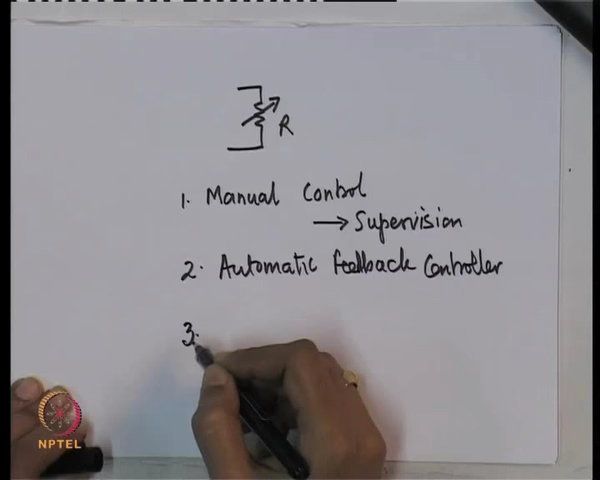 R
1. Manual Control
→ Supervision
2. Automatic Feedback Controller
3.
NPTEL